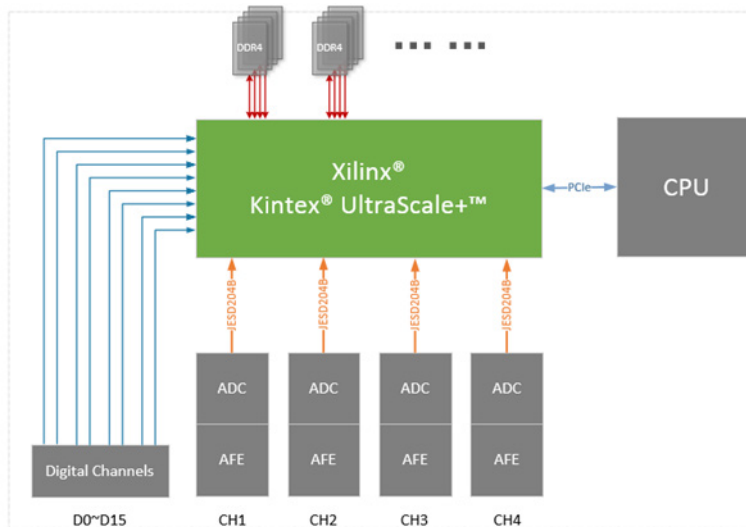 DDR4
DDR4
Xilinx®
Kintex® UltraScale+™
PCIe
CPU
JESD204B
JESD204B
JESD204B
JESD204B
ADC
ADC
ADC
ADC
Digital Channels
AFE
AFE
AFE
AFE
D0~D15
CH1
CH2
CH3
CH4